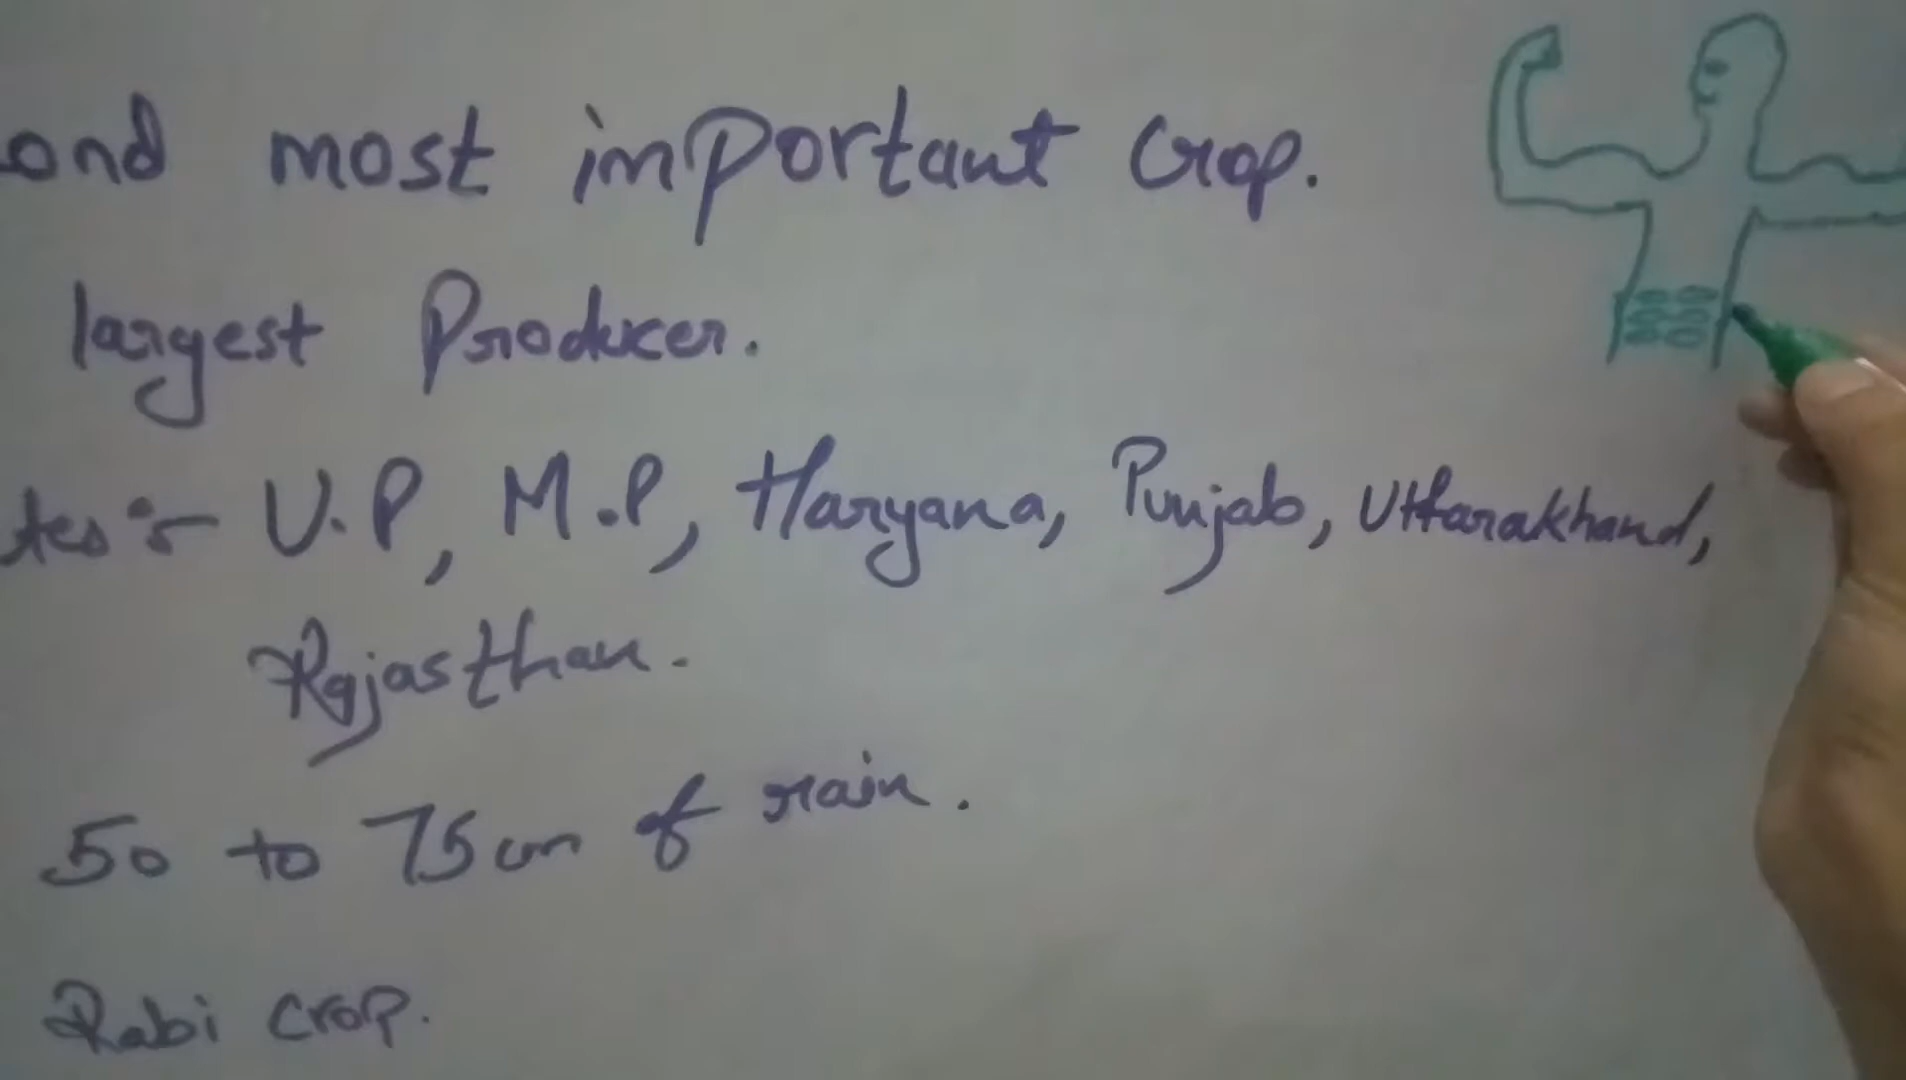 ond most important crop.
largest Producer.
tes :- U.P, M.P, Haryana, Punjab, Uttarakhand,
Rajasthan.
50 to 75 cm of rain.
Rabi crop.